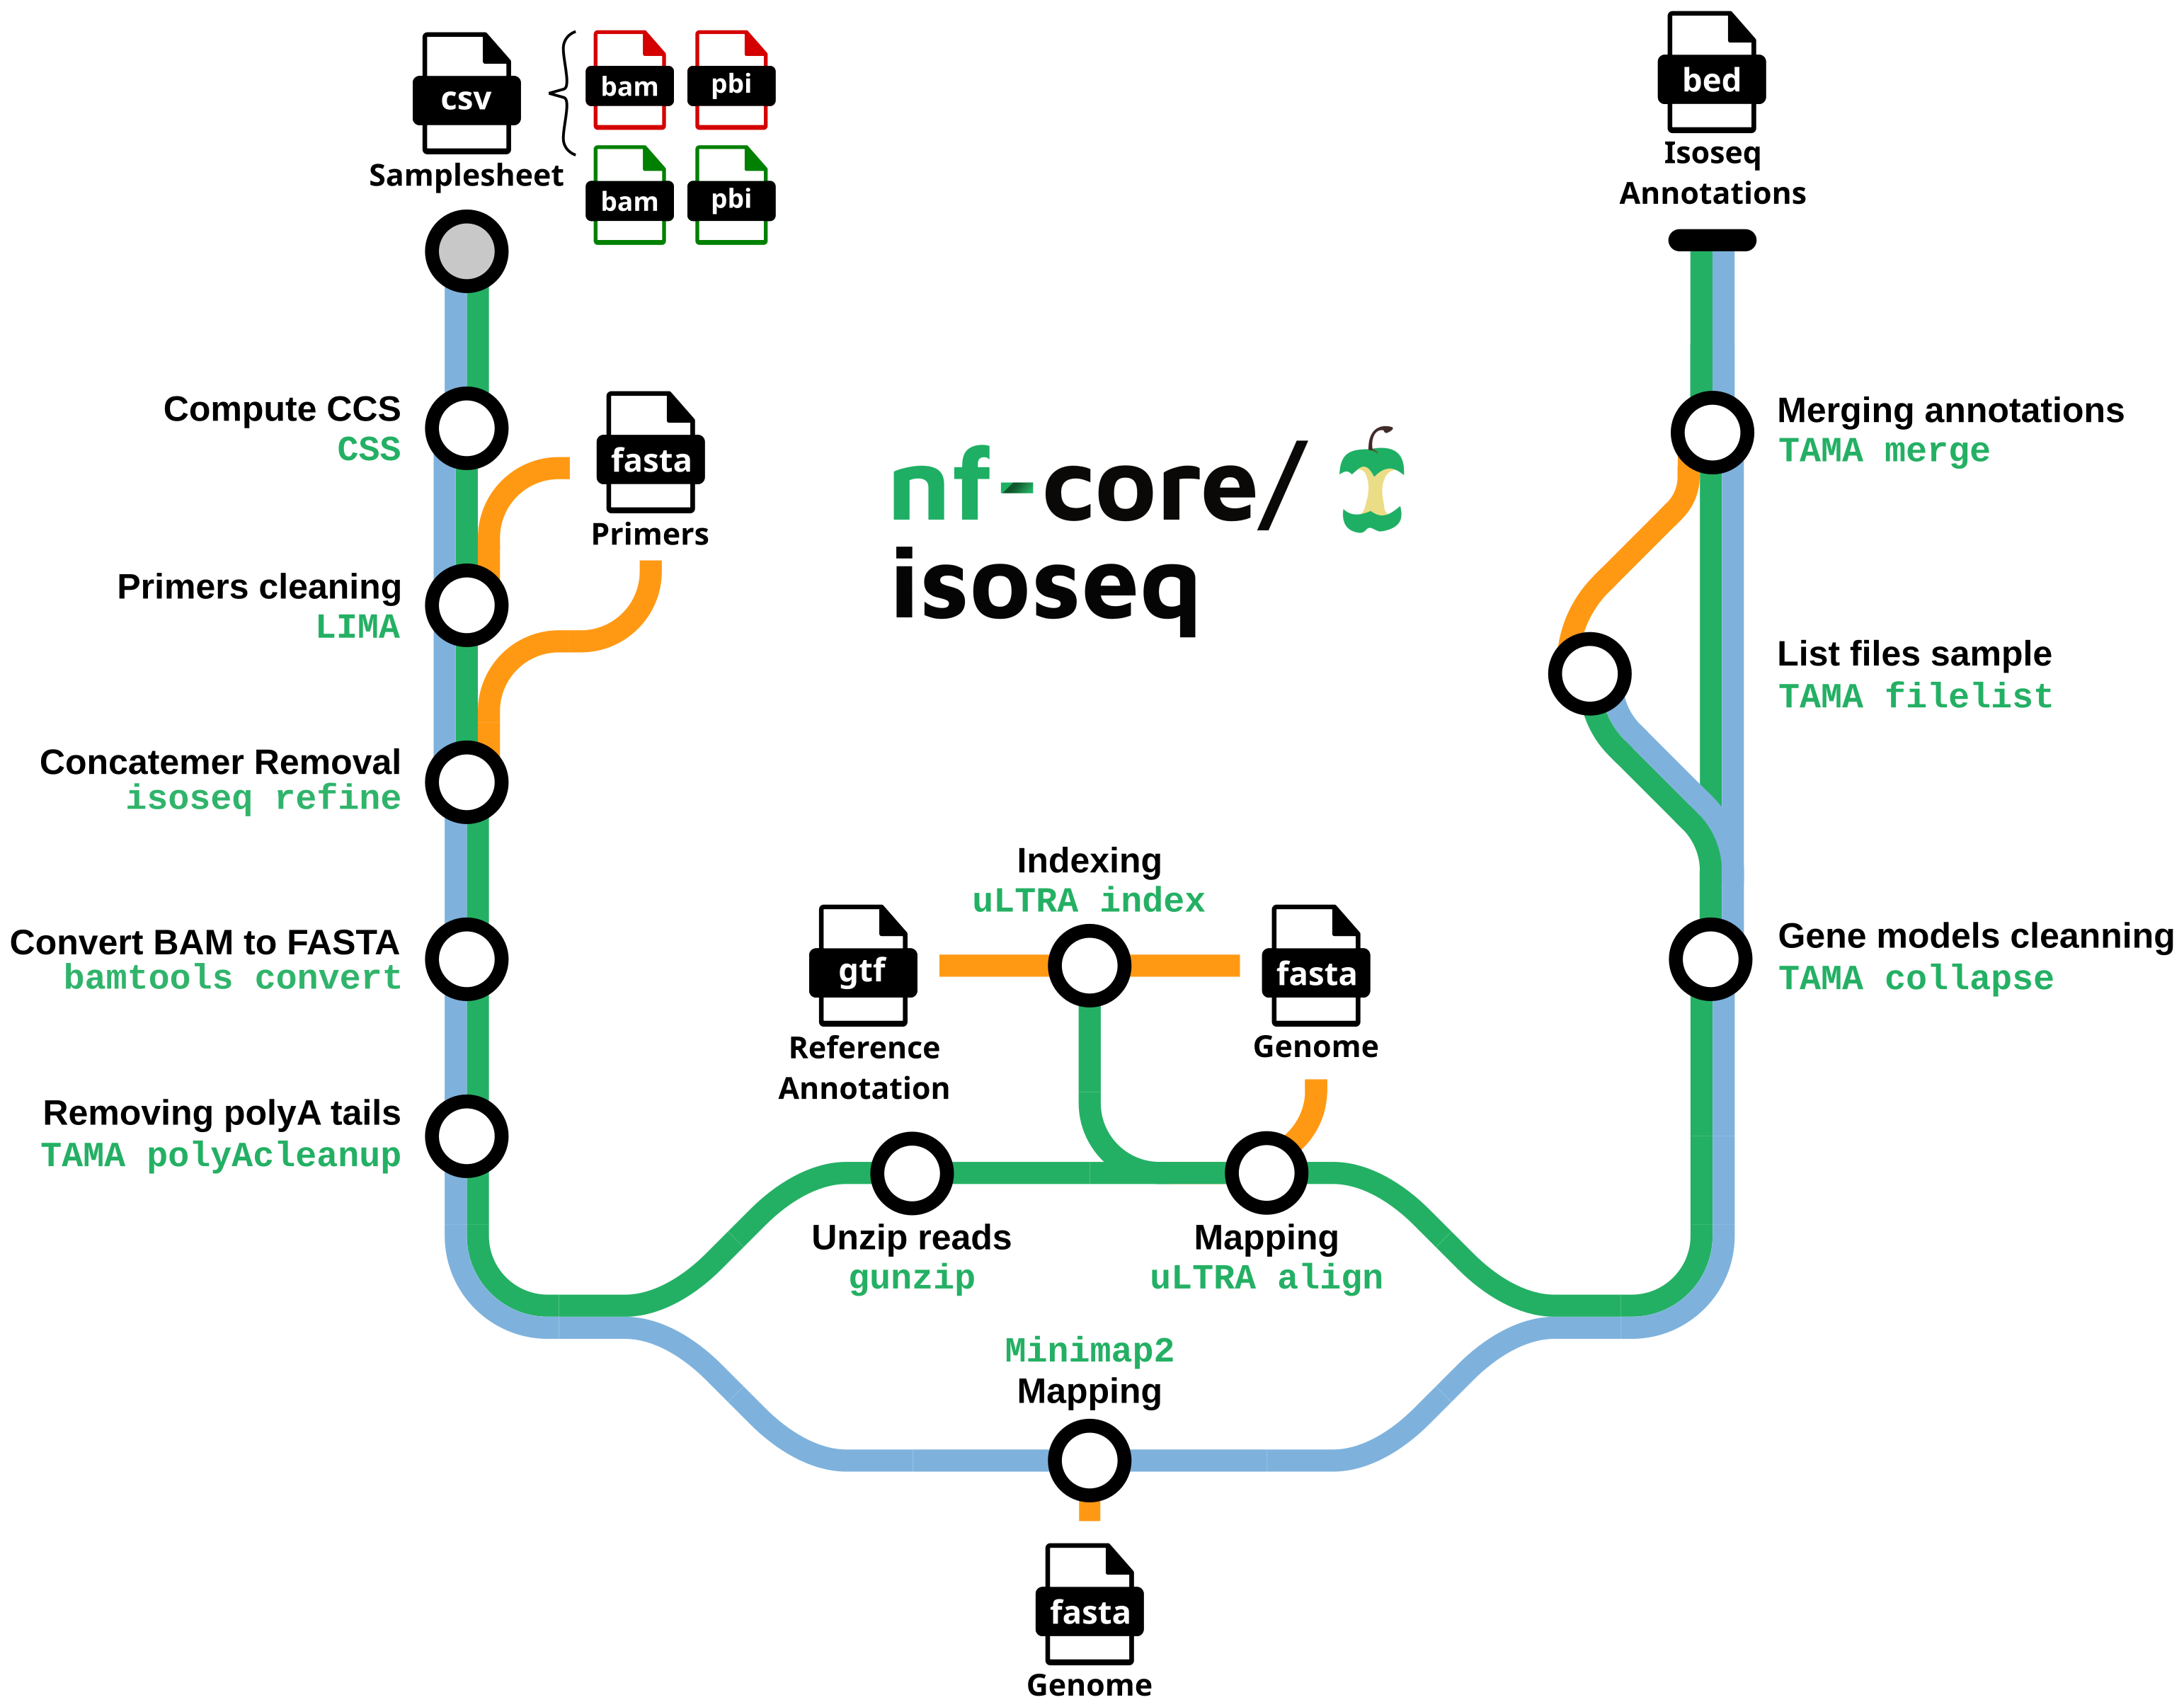 csv
bam
pbi
bam
pbi
Samplesheet
bed
Isoseq
Annotations
Compute CCS
CSS
fasta
Primers
Primers cleaning
LIMA
nf-core/
isoseq
Merging annotations
TAMA merge
List files sample
TAMA filelist
Concatemer Removal
isoseq refine
Convert BAM to FASTA
bamtools convert
Removing polyA tails
TAMA polyAcleanup
Indexing
uLTRA index
gtf
Reference
Annotation
fasta
Genome
Gene models cleanning
TAMA collapse
Unzip reads
gunzip
Mapping
uLTRA align
Minimap2
Mapping
fasta
Genome